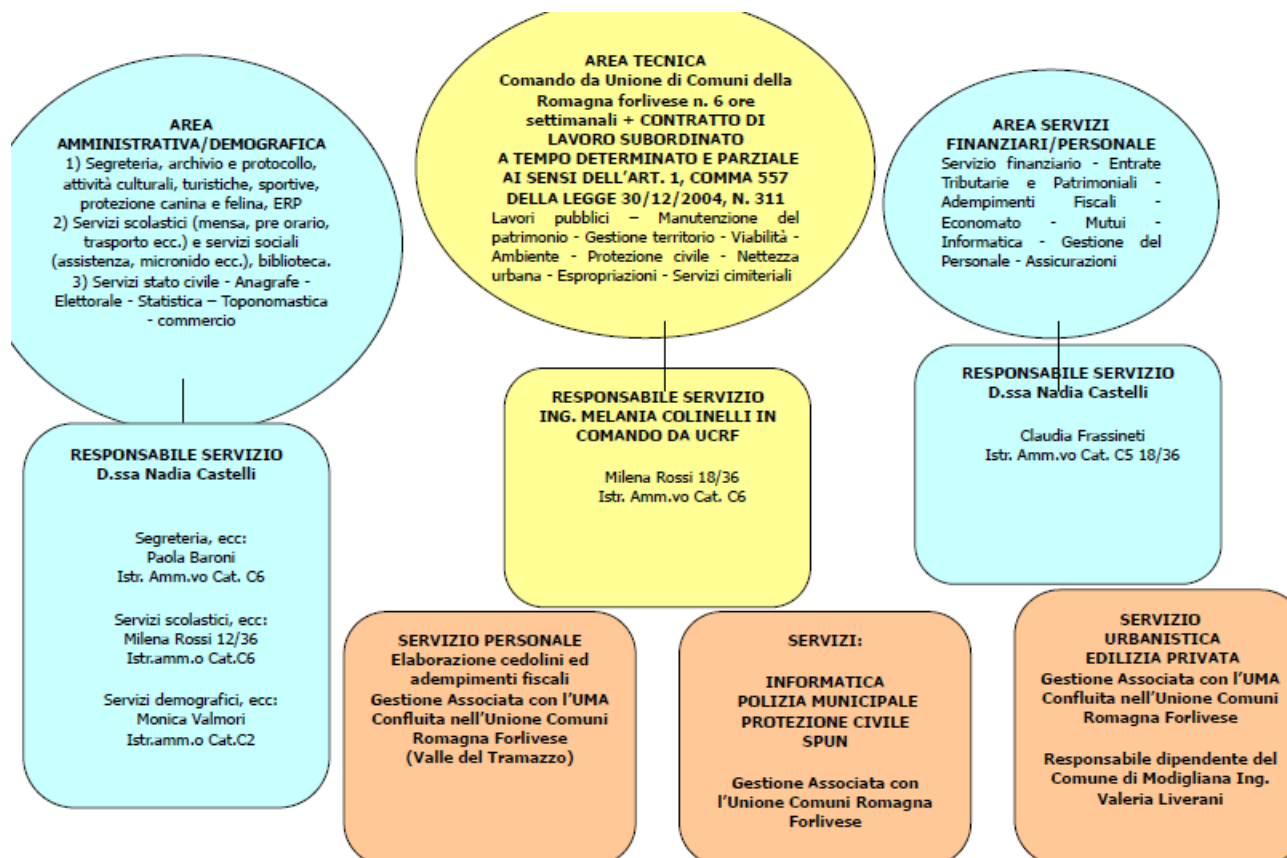 AREA
AMMINISTRATIVA/DEMOGRAFICA
1) Segreteria, archivio e protocollo,
attività culturali, turistiche, sportive,
protezione canina e felina, ERP
2) Servizi scolastici (mensa, pre orario,
trasporto ecc.) e servizi sociali
(assistenza, micronido ecc.), biblioteca.
3) Servizi stato civile - Anagrafe -
Elettorale - Statistica – Toponomastica
- commercio
AREA TECNICA
Comando da Unione di Comuni della
Romagna forlivese n. 6 ore
settimanali + CONTRATTO DI
LAVORO SUBORDINATO
A TEMPO DETERMINATO E PARZIALE
AI SENSI DELL'ART. 1, COMMA 557
DELLA LEGGE 30/12/2004, N. 311
Lavori pubblici – Manutenzione del
patrimonio - Gestione territorio - Viabilità -
Ambiente - Protezione civile - Nettezza
urbana - Espropriazioni - Servizi cimiteriali
AREA SERVIZI
FINANZIARI/PERSONALE
Servizio finanziario - Entrate
Tributarie e Patrimoniali -
Adempimenti Fiscali -
Economato - Mutui -
Informatica - Gestione del
Personale - Assicurazioni
RESPONSABILE SERVIZIO
D.ssa Nadia Castelli
Segreteria, ecc:
Paola Baroni
Istr. Amm.vo Cat. C6
Servizi scolastici, ecc:
Milena Rossi 12/36
Istr.amm.o Cat.C6
Servizi demografici, ecc:
Monica Valmori
Istr.amm.o Cat.C2
RESPONSABILE SERVIZIO
ING. MELANIA COLINELLI IN
COMANDO DA UCRF
Milena Rossi 18/36
Istr. Amm.vo Cat. C6
RESPONSABILE SERVIZIO
D.ssa Nadia Castelli
Claudia Frassineti
Istr. Amm.vo Cat. C5 18/36
SERVIZIO PERSONALE
Elaborazione cedolini ed
adempimenti fiscali
Gestione Associata con l'UMA
Confluita nell'Unione Comuni
Romagna Forlivese
(Valle del Tramazzo)
SERVIZI:
INFORMATICA
POLIZIA MUNICIPALE
PROTEZIONE CIVILE
SPUN
Gestione Associata con
l'Unione Comuni Romagna
Forlivese
SERVIZIO
URBANISTICA
EDILIZIA PRIVATA
Gestione Associata con l'UMA
Confluita nell'Unione Comuni
Romagna Forlivese
Responsabile dipendente del
Comune di Modigliana Ing.
Valeria Liverani